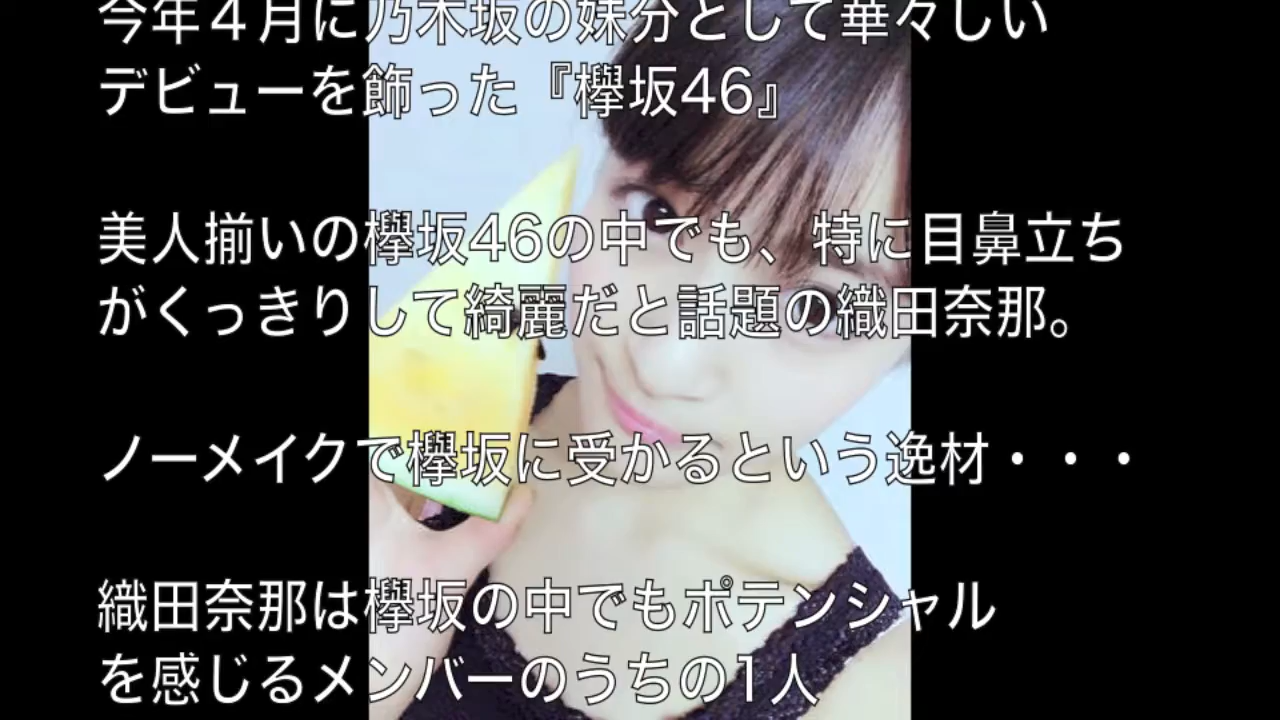 今年４月に乃木坂の妹分として華々しい
デビューを飾った『欅坂46』
美人揃いの欅坂46の中でも、特に目鼻立ち
がくっきりして綺麗だと話題の織田奈那。
ノーメイクで欅坂に受かるという逸材・・・
織田奈那は欅坂の中でもポテンシャル
を感じるメンバーのうちの1人